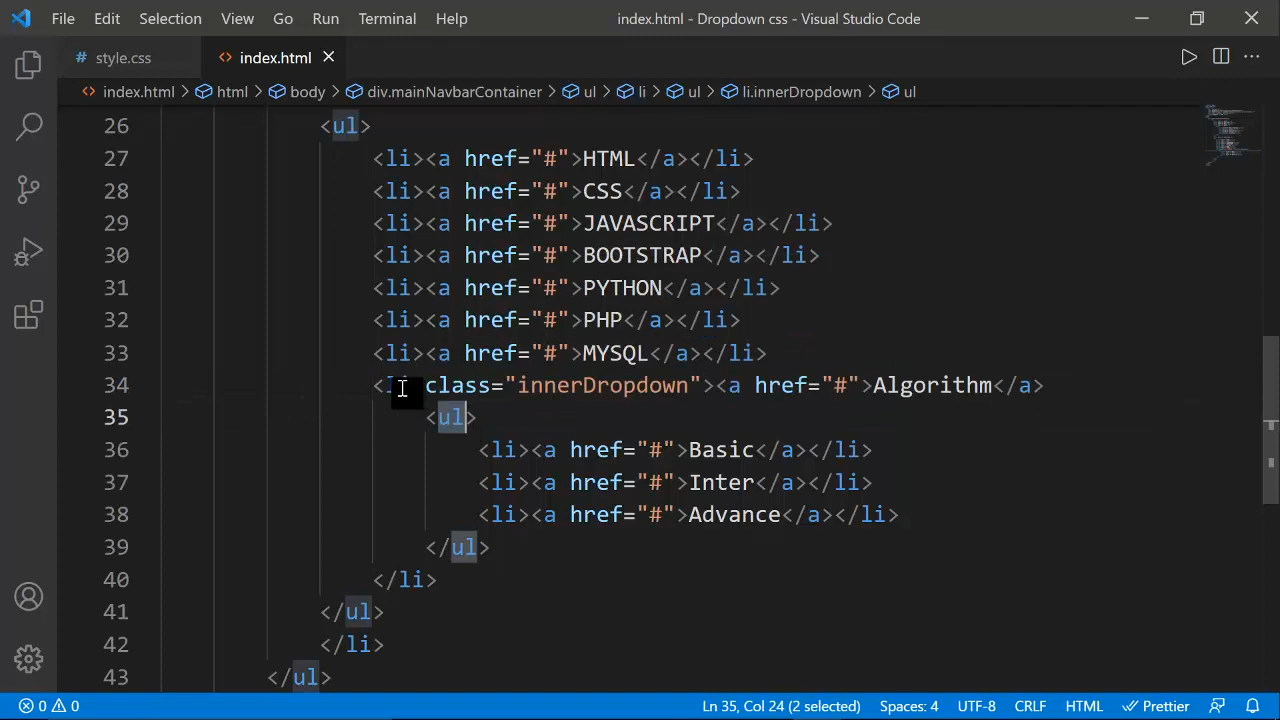 File Edit Selection View Go Run Terminal Help index.html - Dropdown css - Visual Studio Code
# style.css <> index.html
<> index.html html body div.mainNavbarContainer ul li ul li.innerDropdown ul
26 <ul>
27 <li><a href="#">HTML</a></li>
28 <li><a href="#">CSS</a></li>
29 <li><a href="#">JAVASCRIPT</a></li>
30 <li><a href="#">BOOTSTRAP</a></li>
31 <li><a href="#">PYTHON</a></li>
32 <li><a href="#">PHP</a></li>
33 <li><a href="#">MYSQL</a></li>
34 <li class="innerDropdown"><a href="#">Algorithm</a>
35 <ul>
36 <li><a href="#">Basic</a></li>
37 <li><a href="#">Inter</a></li>
38 <li><a href="#">Advance</a></li>
39 </ul>
40 </li>
41 </ul>
42 </li>
43 </ul>
0 0 Ln 35, Col 24 (2 selected) Spaces: 4 UTF-8 CRLF HTML Prettier